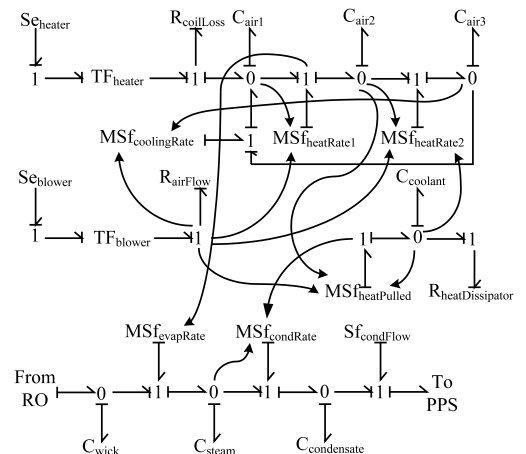 Se_heater R_coilLoss C_air1 C_air2 C_air3
1 TF_heater 1 0 1 0 1 0
MSf_coolingRate 1 MSf_heatRate1 MSf_heatRate2
Se_blower R_airFlow C_coolant
1 TF_blower 1 1 0 1
MSf_heatPulled R_heatDissipator
MSf_evapRate MSf_condRate Sf_condFlow
From RO 0 1 0 1 0 1 To PPS
C_wick C_steam C_condensate